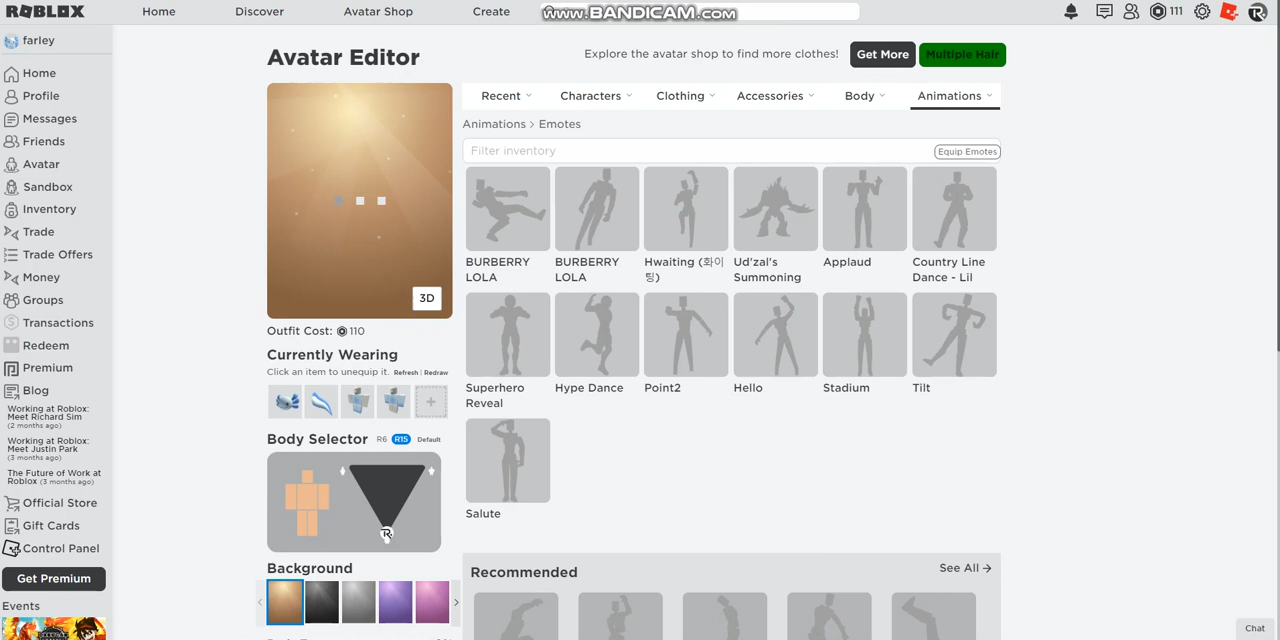 ROBLOX
Home
Discover
Avatar Shop
Create
www.BANDICAM.com
111
farley
Home
Profile
Messages
Friends
Avatar
Sandbox
Inventory
Trade
Trade Offers
Money
Groups
Transactions
Redeem
Premium
Blog
Working at Roblox:
Meet Richard Sim
(2 months ago)
Working at Roblox:
Meet Justin Park
(3 months ago)
The Future of Work at
Roblox (3 months ago)
Official Store
Gift Cards
Control Panel
Get Premium
Events
Avatar Editor
Explore the avatar shop to find more clothes!
Get More
Multiple Hair
3D
Outfit Cost: 110
Currently Wearing
Click an item to unequip it. Refresh | Redraw
Body Selector R6 R15 Default
Background
Recent
Characters
Clothing
Accessories
Body
Animations
Animations > Emotes
Filter inventory
Equip Emotes
BURBERRY
LOLA
BURBERRY
LOLA
Hwaiting (화이
팅)
Ud'zal's
Summoning
Applaud
Country Line
Dance - Lil
Superhero
Reveal
Hype Dance
Point2
Hello
Stadium
Tilt
Salute
Recommended
See All →
Chat